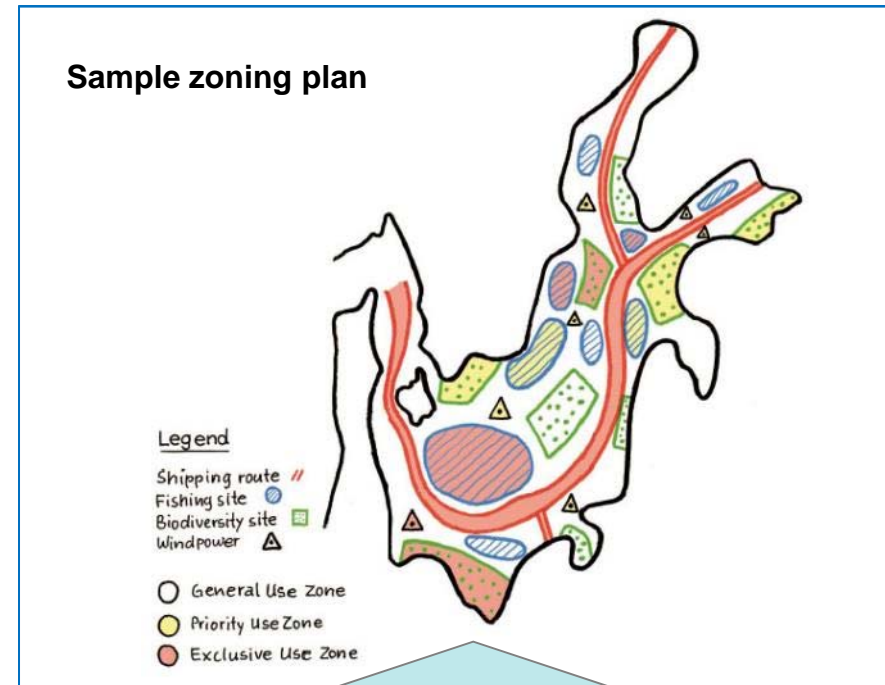 Sample zoning plan
Legend
Shipping route
Fishing site
Biodiversity site
Windpower
General Use Zone
Priority Use Zone
Exclusive Use Zone